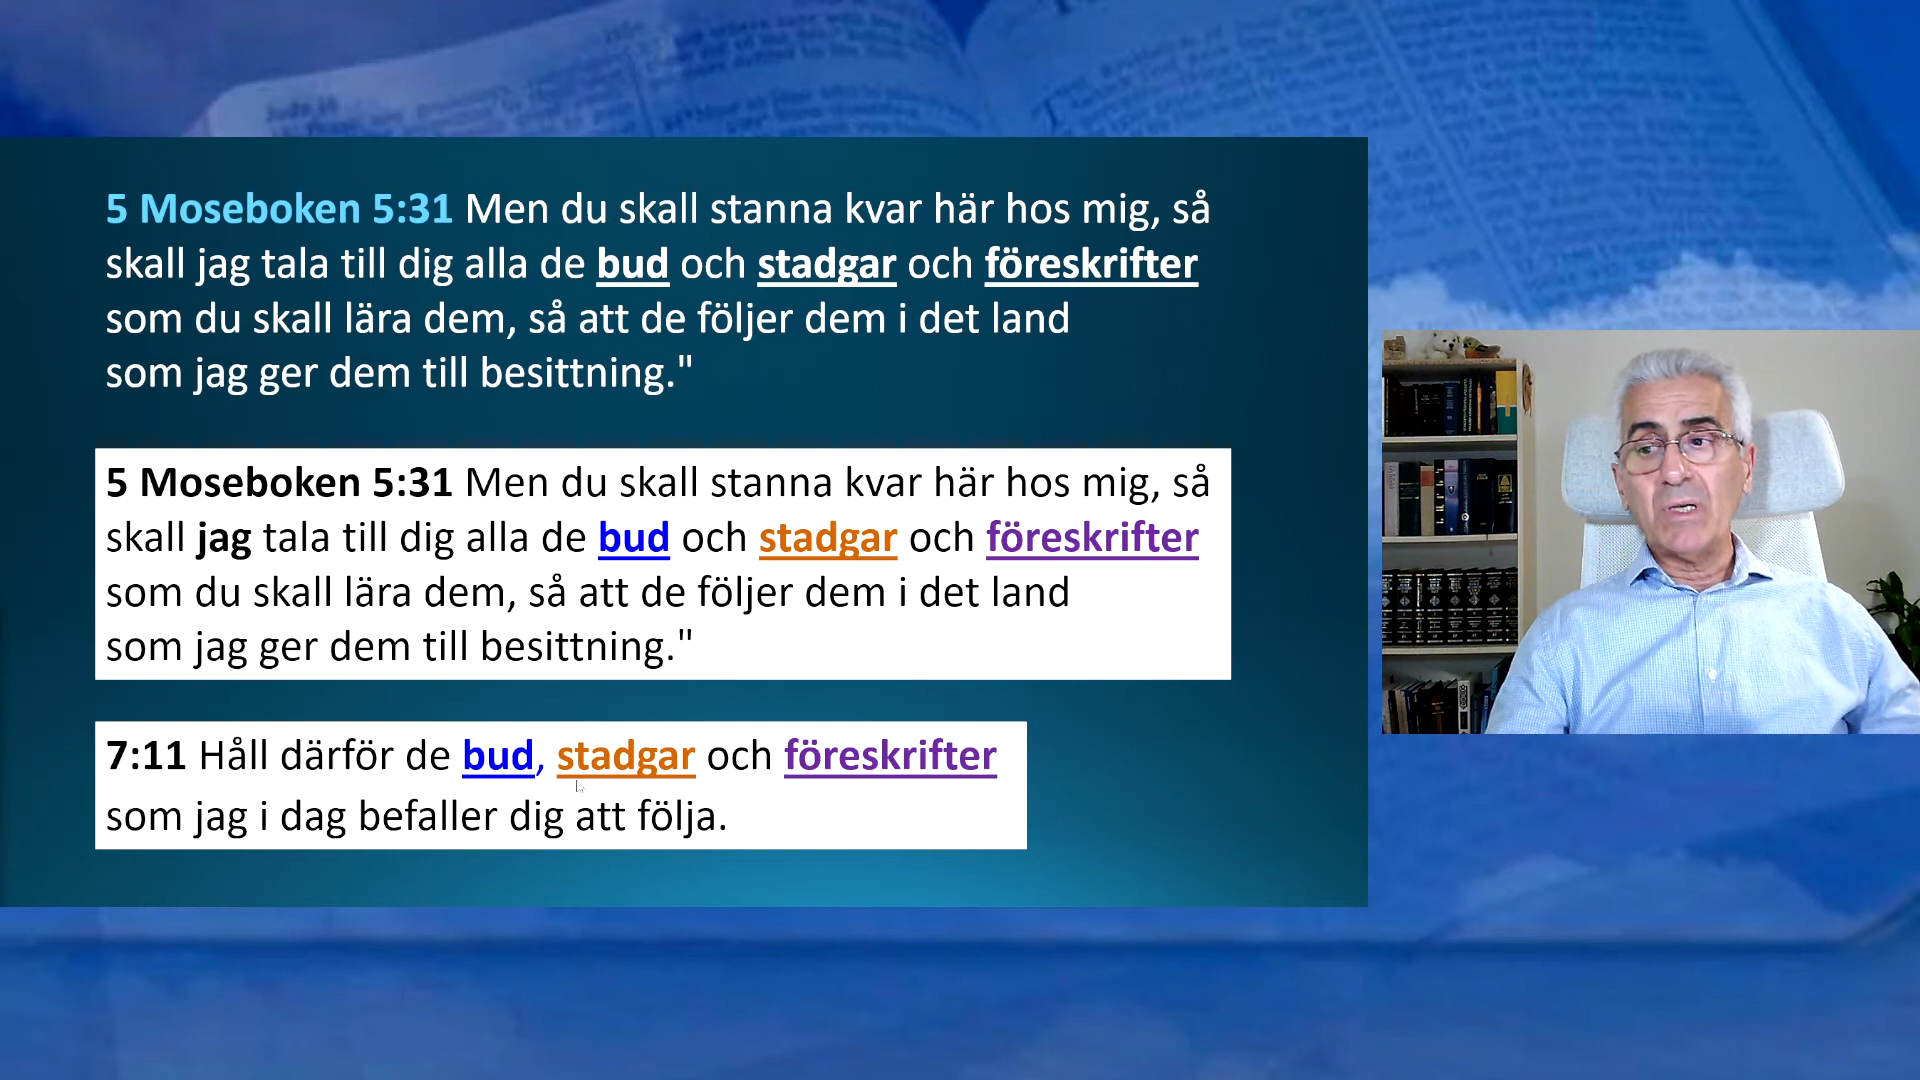 5 Moseboken 5:31 Men du skall stanna kvar här hos mig, så
skall jag tala till dig alla de bud och stadgar och föreskrifter
som du skall lära dem, så att de följer dem i det land
som jag ger dem till besittning."
5 Moseboken 5:31 Men du skall stanna kvar här hos mig, så
skall jag tala till dig alla de bud och stadgar och föreskrifter
som du skall lära dem, så att de följer dem i det land
som jag ger dem till besittning."
7:11 Håll därför de bud, stadgar och föreskrifter
som jag i dag befaller dig att följa.